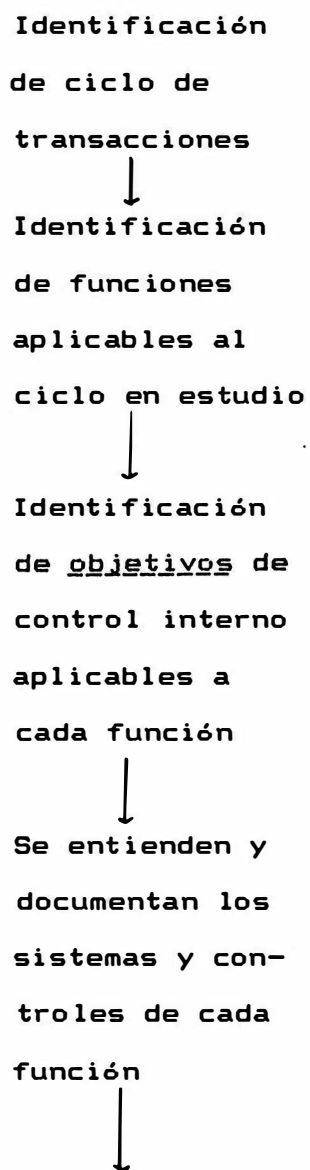 Identificación
de ciclo de
transacciones
Identificación
de funciones
aplicables al
ciclo en estudio
Identificación
de objetivos de
control interno
aplicables a
cada función
Se entienden y
documentan los
sistemas y con-
troles de cada
función